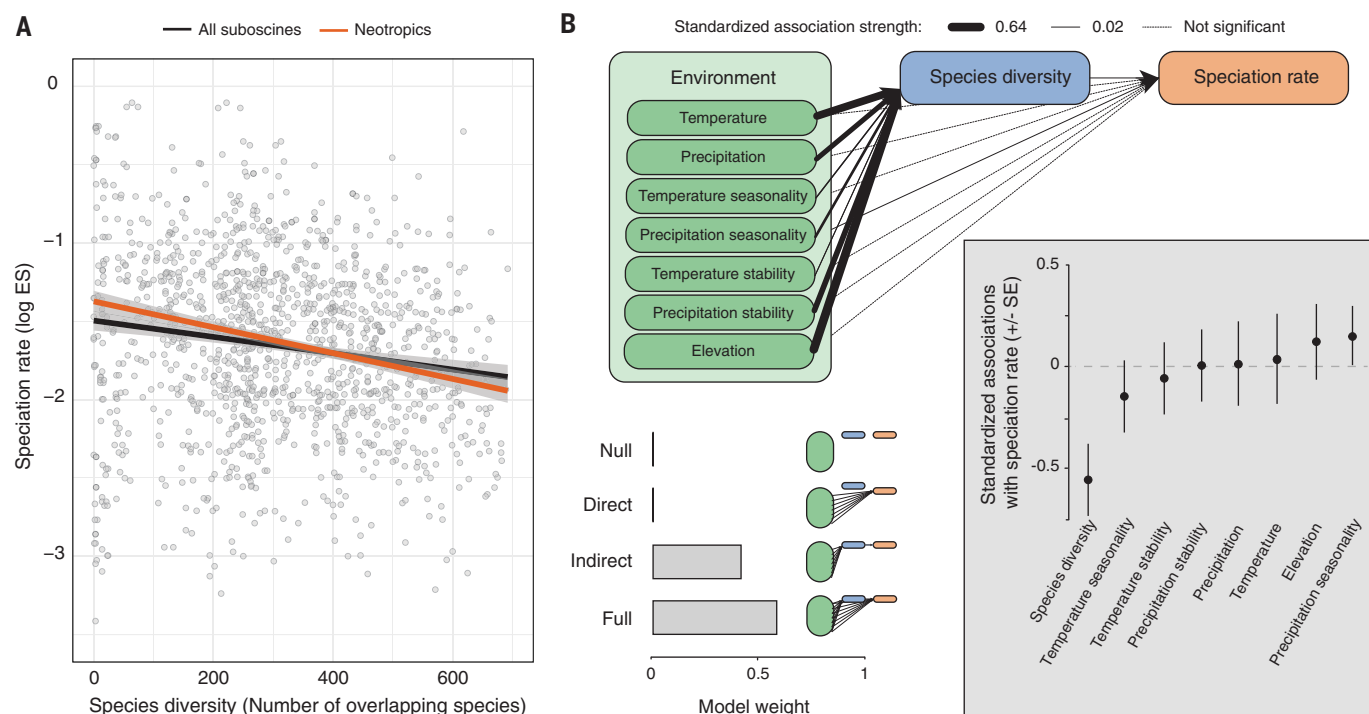 A
All suboscines
Neotropics
0
−1
−2
−3
Speciation rate (log ES)
0
200
400
600
Species diversity (Number of overlapping species)
B
Standardized association strength:
0.64
0.02
Not significant
Environment
Temperature
Precipitation
Temperature seasonality
Precipitation seasonality
Temperature stability
Precipitation stability
Elevation
Species diversity
Speciation rate
Null
Direct
Indirect
Full
0
0.5
1
Model weight
Standardized associations
with speciation rate (+/- SE)
0.5
0
-0.5
Species diversity
Temperature seasonality
Temperature stability
Precipitation stability
Precipitation
Temperature
Elevation
Precipitation seasonality